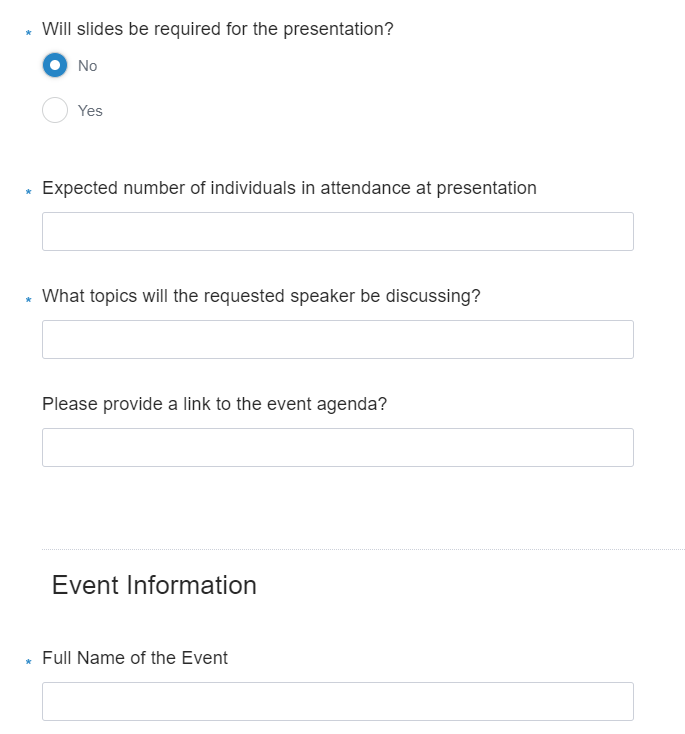 * Will slides be required for the presentation?
No
Yes
* Expected number of individuals in attendance at presentation
* What topics will the requested speaker be discussing?
Please provide a link to the event agenda?
Event Information
* Full Name of the Event